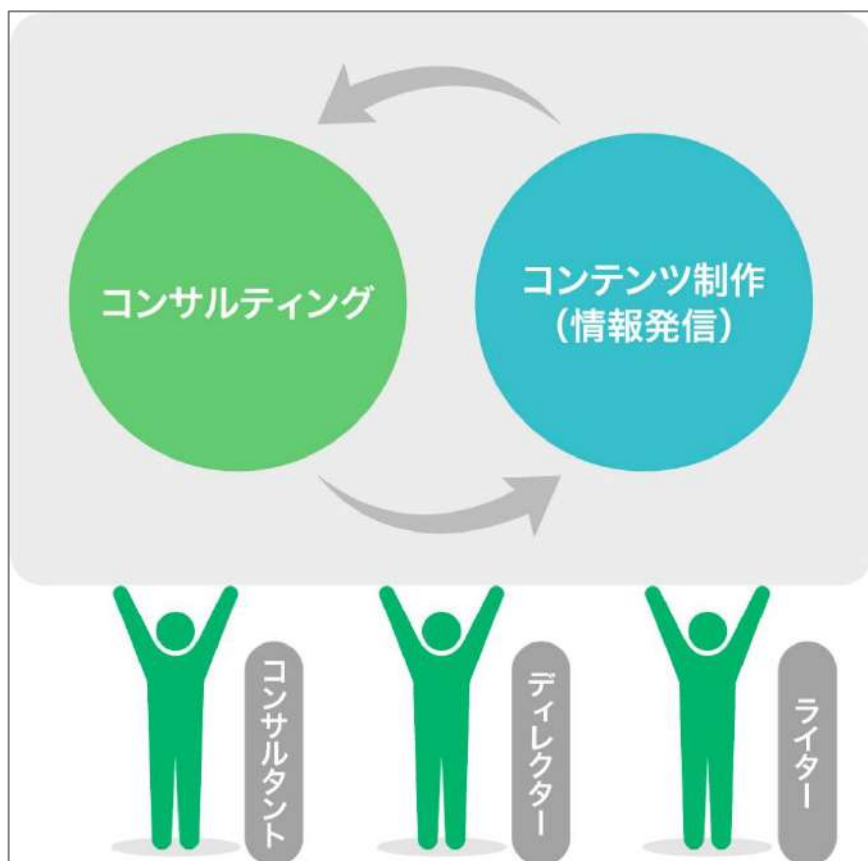 コンサルティング
コンテンツ制作
（情報発信）
コンサルタント
ディレクター
ライター